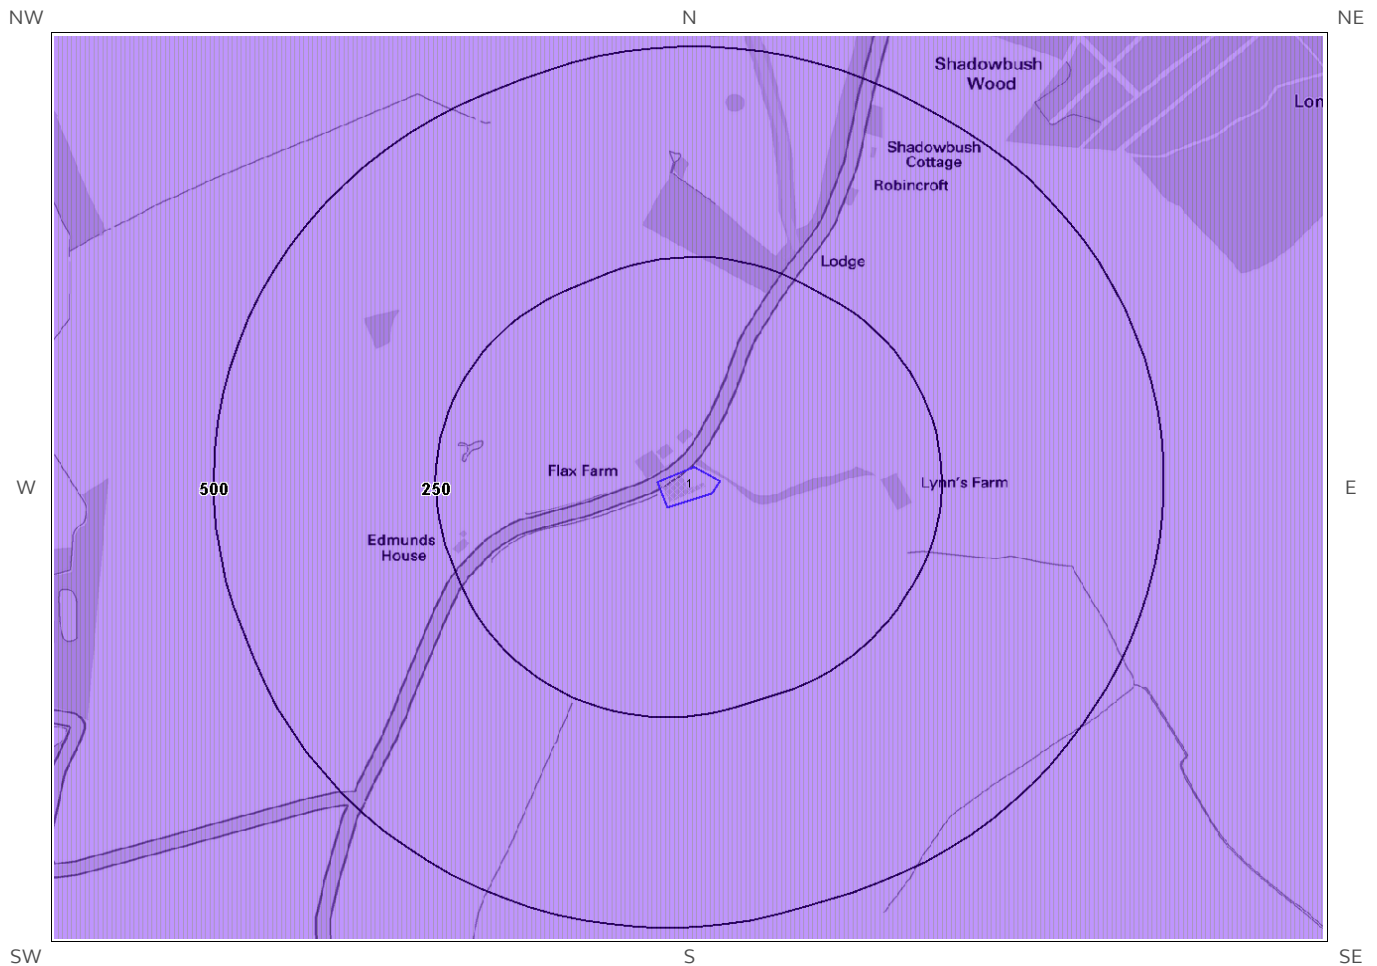 NW
N
NE
Shadowbush
Wood
Lon
Shadowbush
Cottage
Robincroft
Lodge
Flax Farm
1
Lynn's Farm
W
500
250
E
Edmunds
House
SW
S
SE